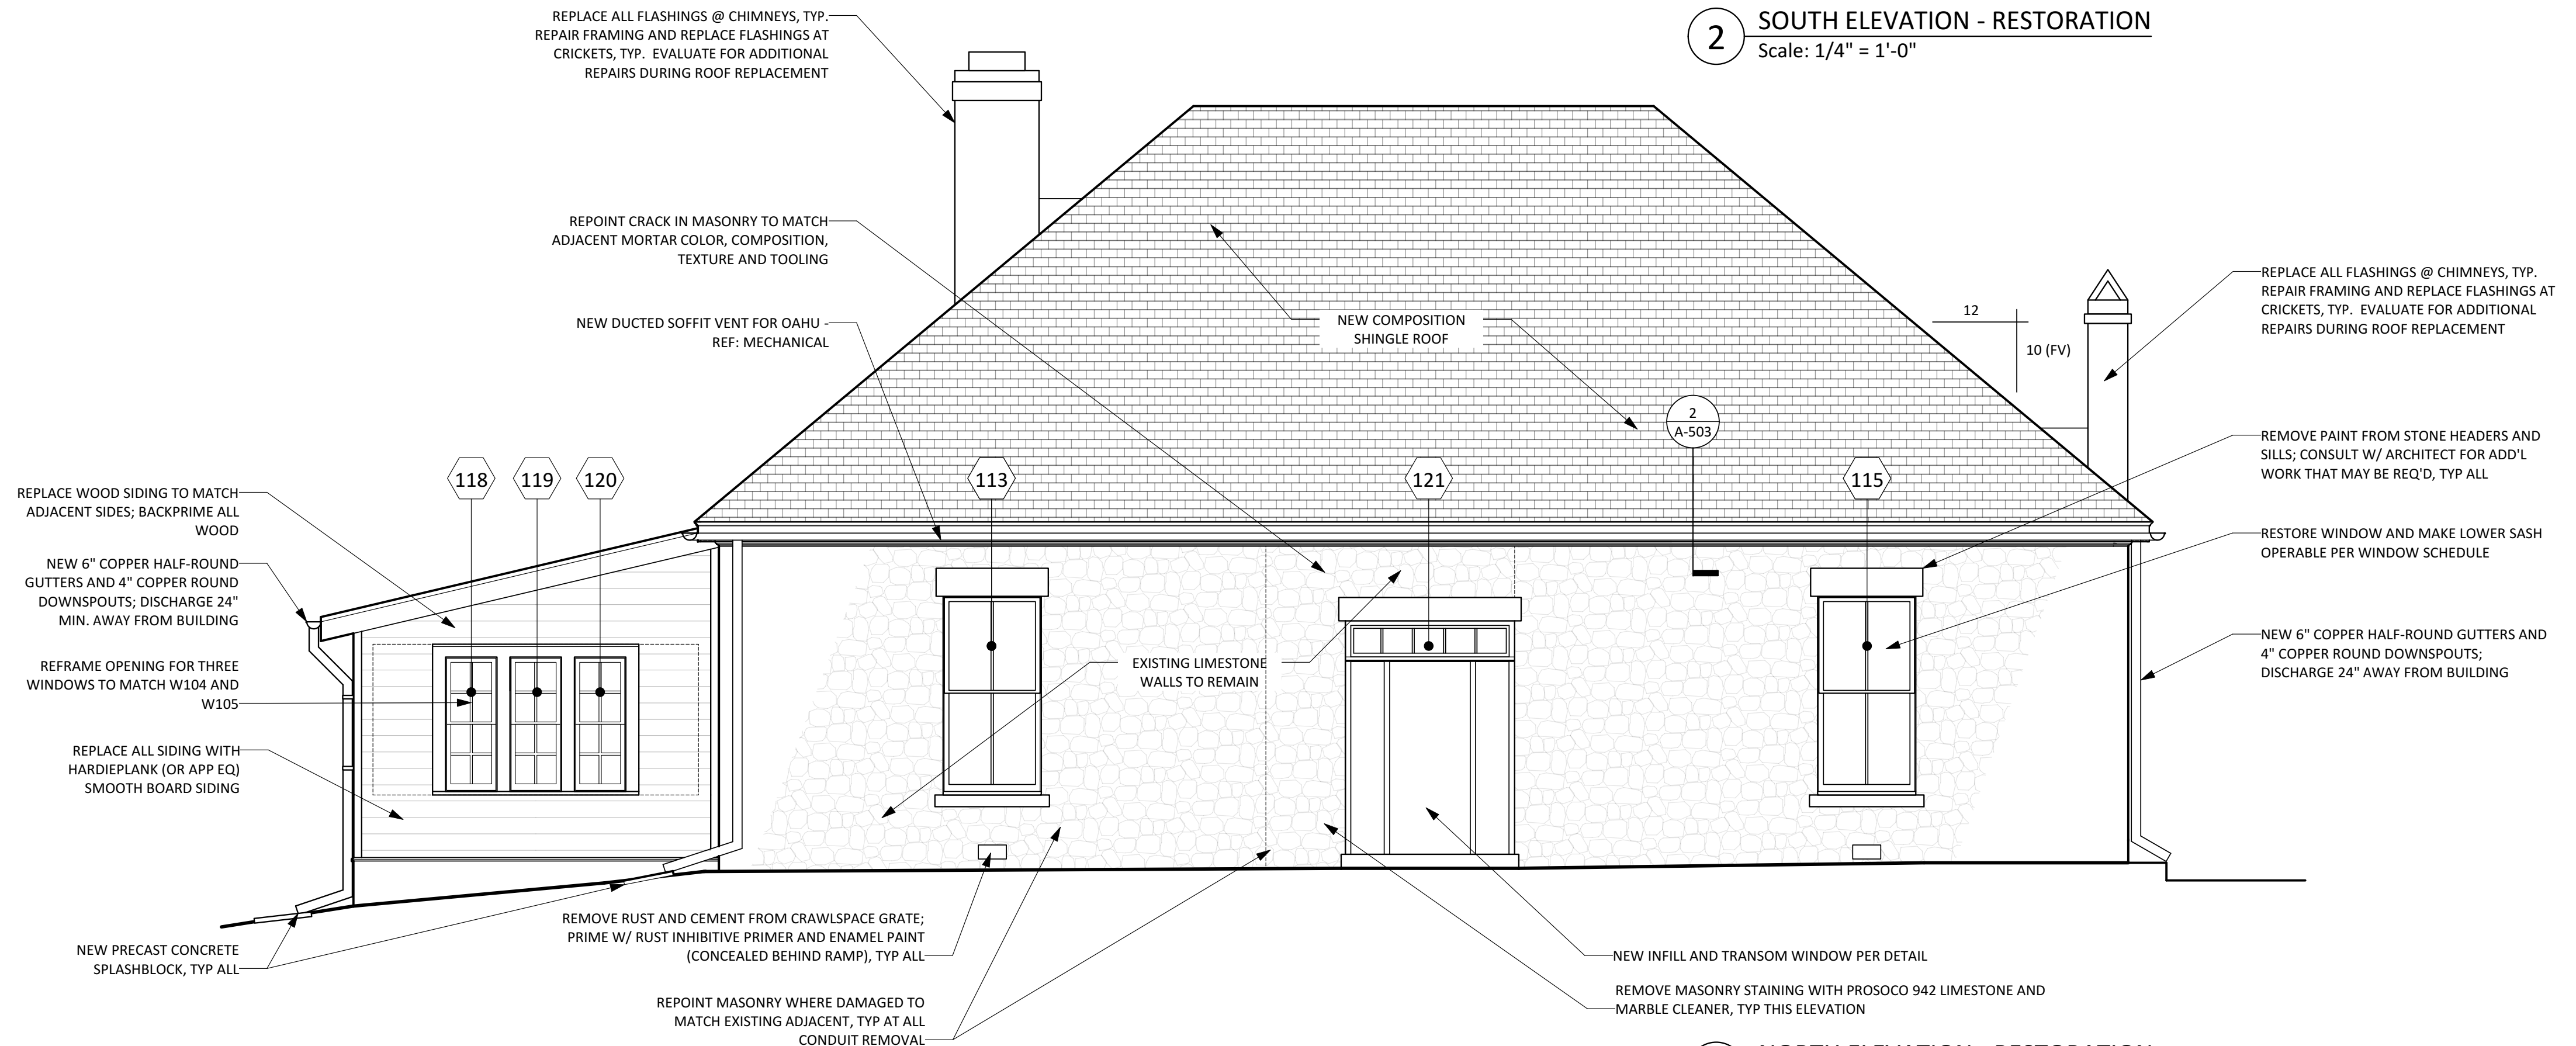 2
SOUTH ELEVATION - RESTORATION
Scale: 1/4" = 1'-0"
REPLACE ALL FLASHINGS @ CHIMNEYS, TYP.
REPAIR FRAMING AND REPLACE FLASHINGS AT
CRICKETS, TYP.  EVALUATE FOR ADDITIONAL
REPAIRS DURING ROOF REPLACEMENT
REPOINT CRACK IN MASONRY TO MATCH
ADJACENT MORTAR COLOR, COMPOSITION,
TEXTURE AND TOOLING
NEW DUCTED SOFFIT VENT FOR OAHU -
REF: MECHANICAL
NEW COMPOSITION
SHINGLE ROOF
12
10 (FV)
REPLACE ALL FLASHINGS @ CHIMNEYS, TYP.
REPAIR FRAMING AND REPLACE FLASHINGS AT
CRICKETS, TYP.  EVALUATE FOR ADDITIONAL
REPAIRS DURING ROOF REPLACEMENT
2
A-503
118
119
120
113
121
115
REPLACE WOOD SIDING TO MATCH
ADJACENT SIDES; BACKPRIME ALL
WOOD
NEW 6" COPPER HALF-ROUND
GUTTERS AND 4" COPPER ROUND
DOWNSPOUTS; DISCHARGE 24"
MIN. AWAY FROM BUILDING
REFRAME OPENING FOR THREE
WINDOWS TO MATCH W104 AND
W105
REPLACE ALL SIDING WITH
HARDIEPLANK (OR APP EQ)
SMOOTH BOARD SIDING
EXISTING LIMESTONE
WALLS TO REMAIN
REMOVE PAINT FROM STONE HEADERS AND
SILLS; CONSULT W/ ARCHITECT FOR ADD'L
WORK THAT MAY BE REQ'D, TYP ALL
RESTORE WINDOW AND MAKE LOWER SASH
OPERABLE PER WINDOW SCHEDULE
NEW 6" COPPER HALF-ROUND GUTTERS AND
4" COPPER ROUND DOWNSPOUTS;
DISCHARGE 24" AWAY FROM BUILDING
NEW PRECAST CONCRETE
SPLASHBLOCK, TYP ALL
REMOVE RUST AND CEMENT FROM CRAWLSPACE GRATE;
PRIME W/ RUST INHIBITIVE PRIMER AND ENAMEL PAINT
(CONCEALED BEHIND RAMP), TYP ALL
REPOINT MASONRY WHERE DAMAGED TO
MATCH EXISTING ADJACENT, TYP AT ALL
CONDUIT REMOVAL
NEW INFILL AND TRANSOM WINDOW PER DETAIL
REMOVE MASONRY STAINING WITH PROSOCO 942 LIMESTONE AND
MARBLE CLEANER, TYP THIS ELEVATION
NORTH ELEVATION - RESTORATION